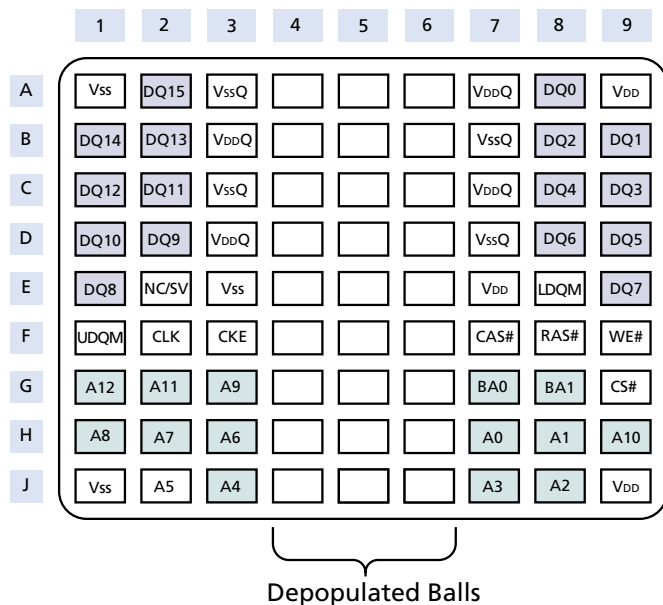 1 2 3 4 5 6 7 8 9
A Vss DQ15 VssQ VDDQ DQ0 VDD
B DQ14 DQ13 VDDQ VssQ DQ2 DQ1
C DQ12 DQ11 VssQ VDDQ DQ4 DQ3
D DQ10 DQ9 VDDQ VssQ DQ6 DQ5
E DQ8 NC/SV Vss VDD LDQM DQ7
F UDQM CLK CKE CAS# RAS# WE#
G A12 A11 A9 BA0 BA1 CS#
H A8 A7 A6 A0 A1 A10
J Vss A5 A4 A3 A2 VDD
Depopulated Balls